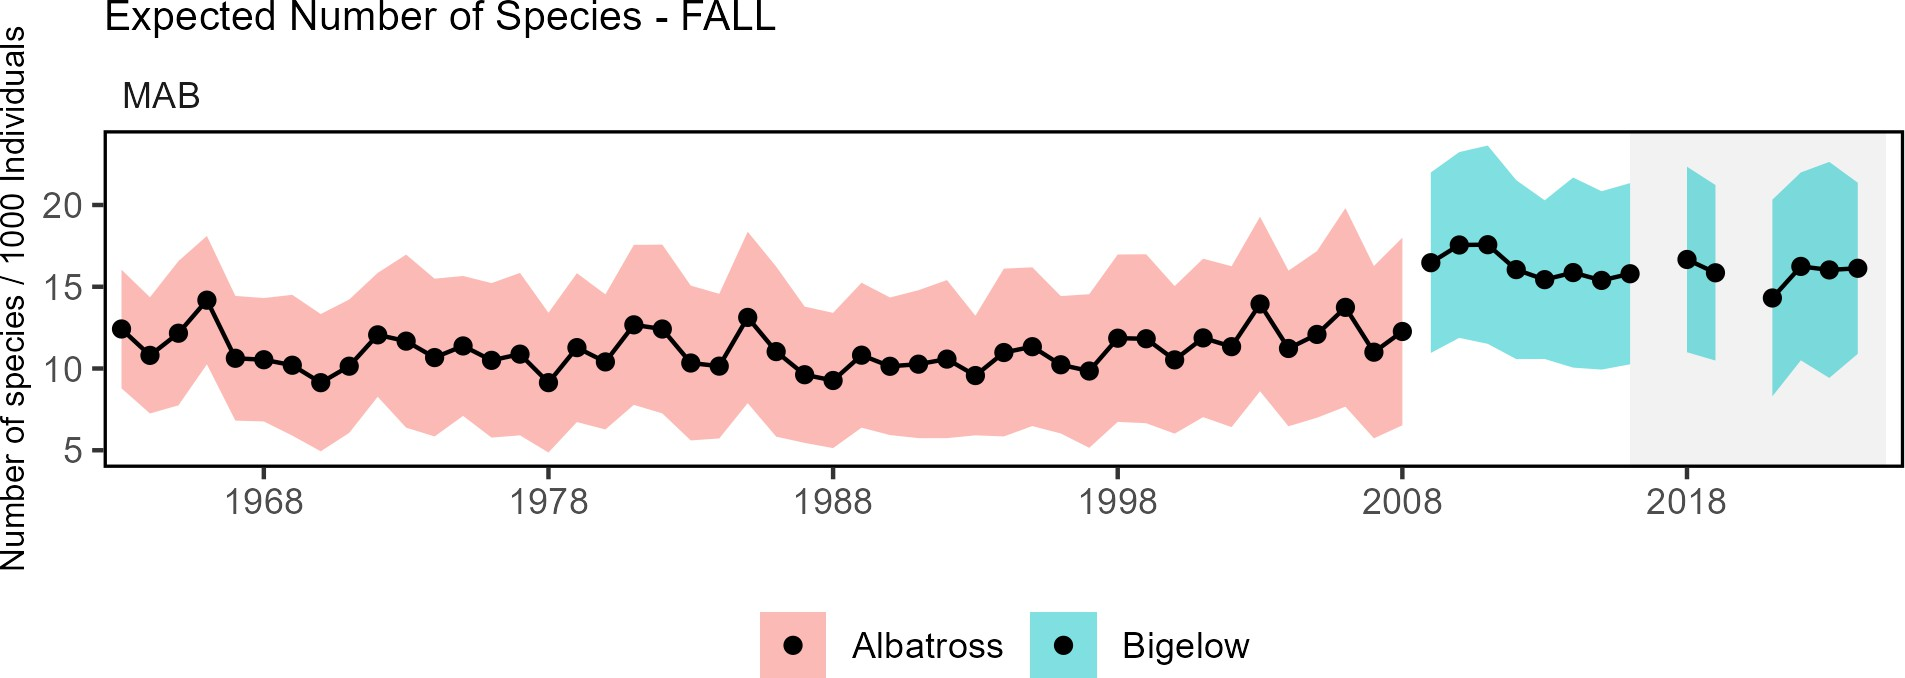 Expected Number of Species - FALL
MAB
Number of species / 1000 Individuals
20
15
10
5
1968 1978 1988 1998 2008 2018
Albatross Bigelow